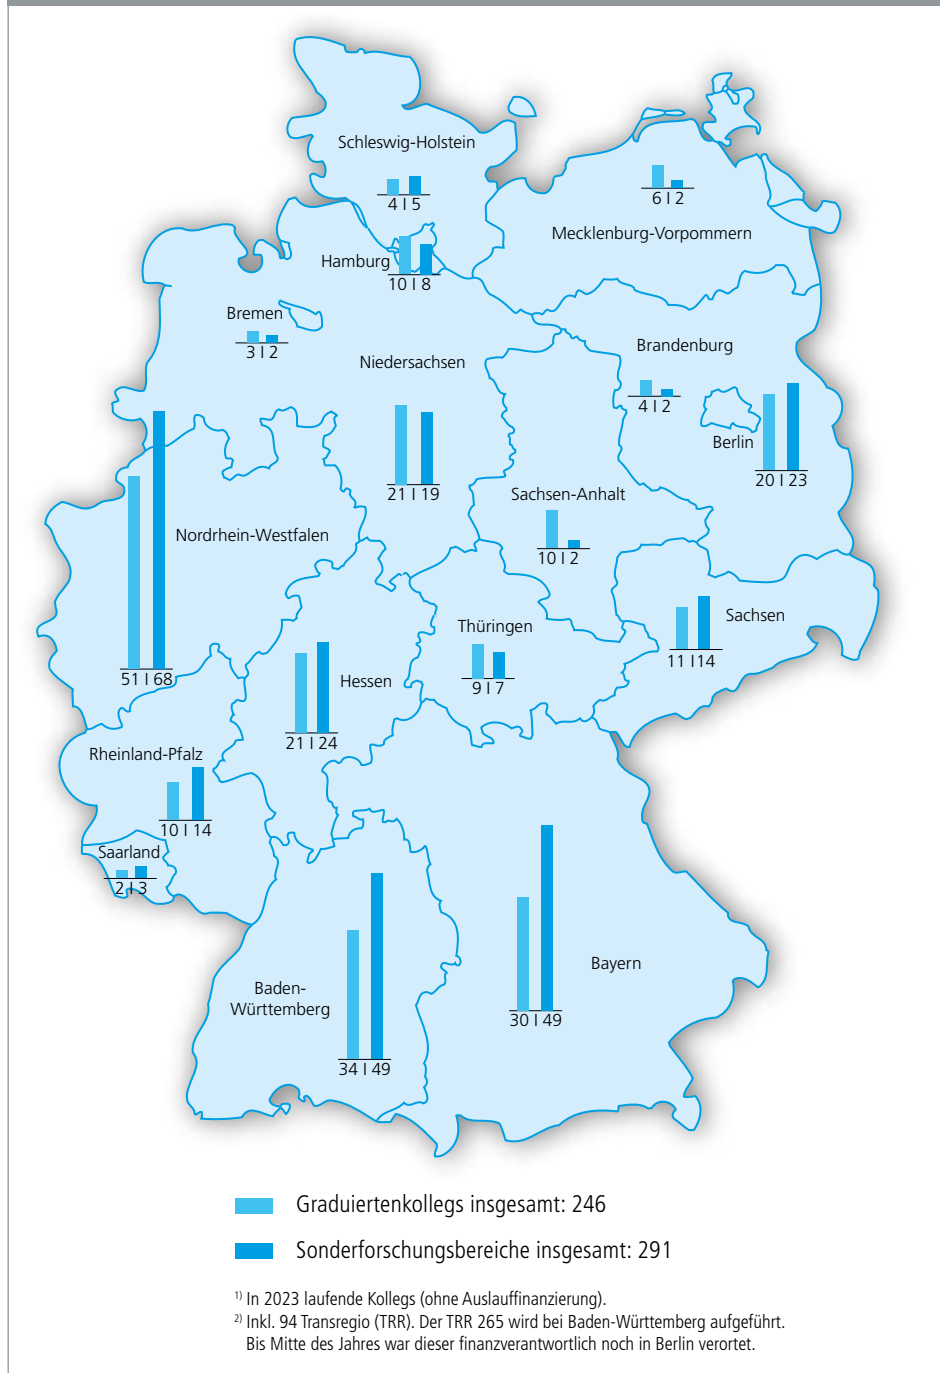 Schleswig-Holstein
4 I 5
6 I 2
Mecklenburg-Vorpommern
Hamburg
10 I 8
Bremen
3 I 2
Niedersachsen
21 I 19
Brandenburg
4 I 2
Berlin
20 I 23
Sachsen-Anhalt
10 I 2
Nordrhein-Westfalen
51 I 68
Sachsen
11 I 14
Thüringen
9 I 7
Hessen
21 I 24
Rheinland-Pfalz
10 I 14
Saarland
2 I 3
Bayern
30 I 49
Baden-
Württemberg
34 I 49
Graduiertenkollegs insgesamt: 246
Sonderforschungsbereiche insgesamt: 291
1) In 2023 laufende Kollegs (ohne Auslauffinanzierung).
2) Inkl. 94 Transregio (TRR). Der TRR 265 wird bei Baden-Württemberg aufgeführt.
Bis Mitte des Jahres war dieser finanzverantwortlich noch in Berlin verortet.